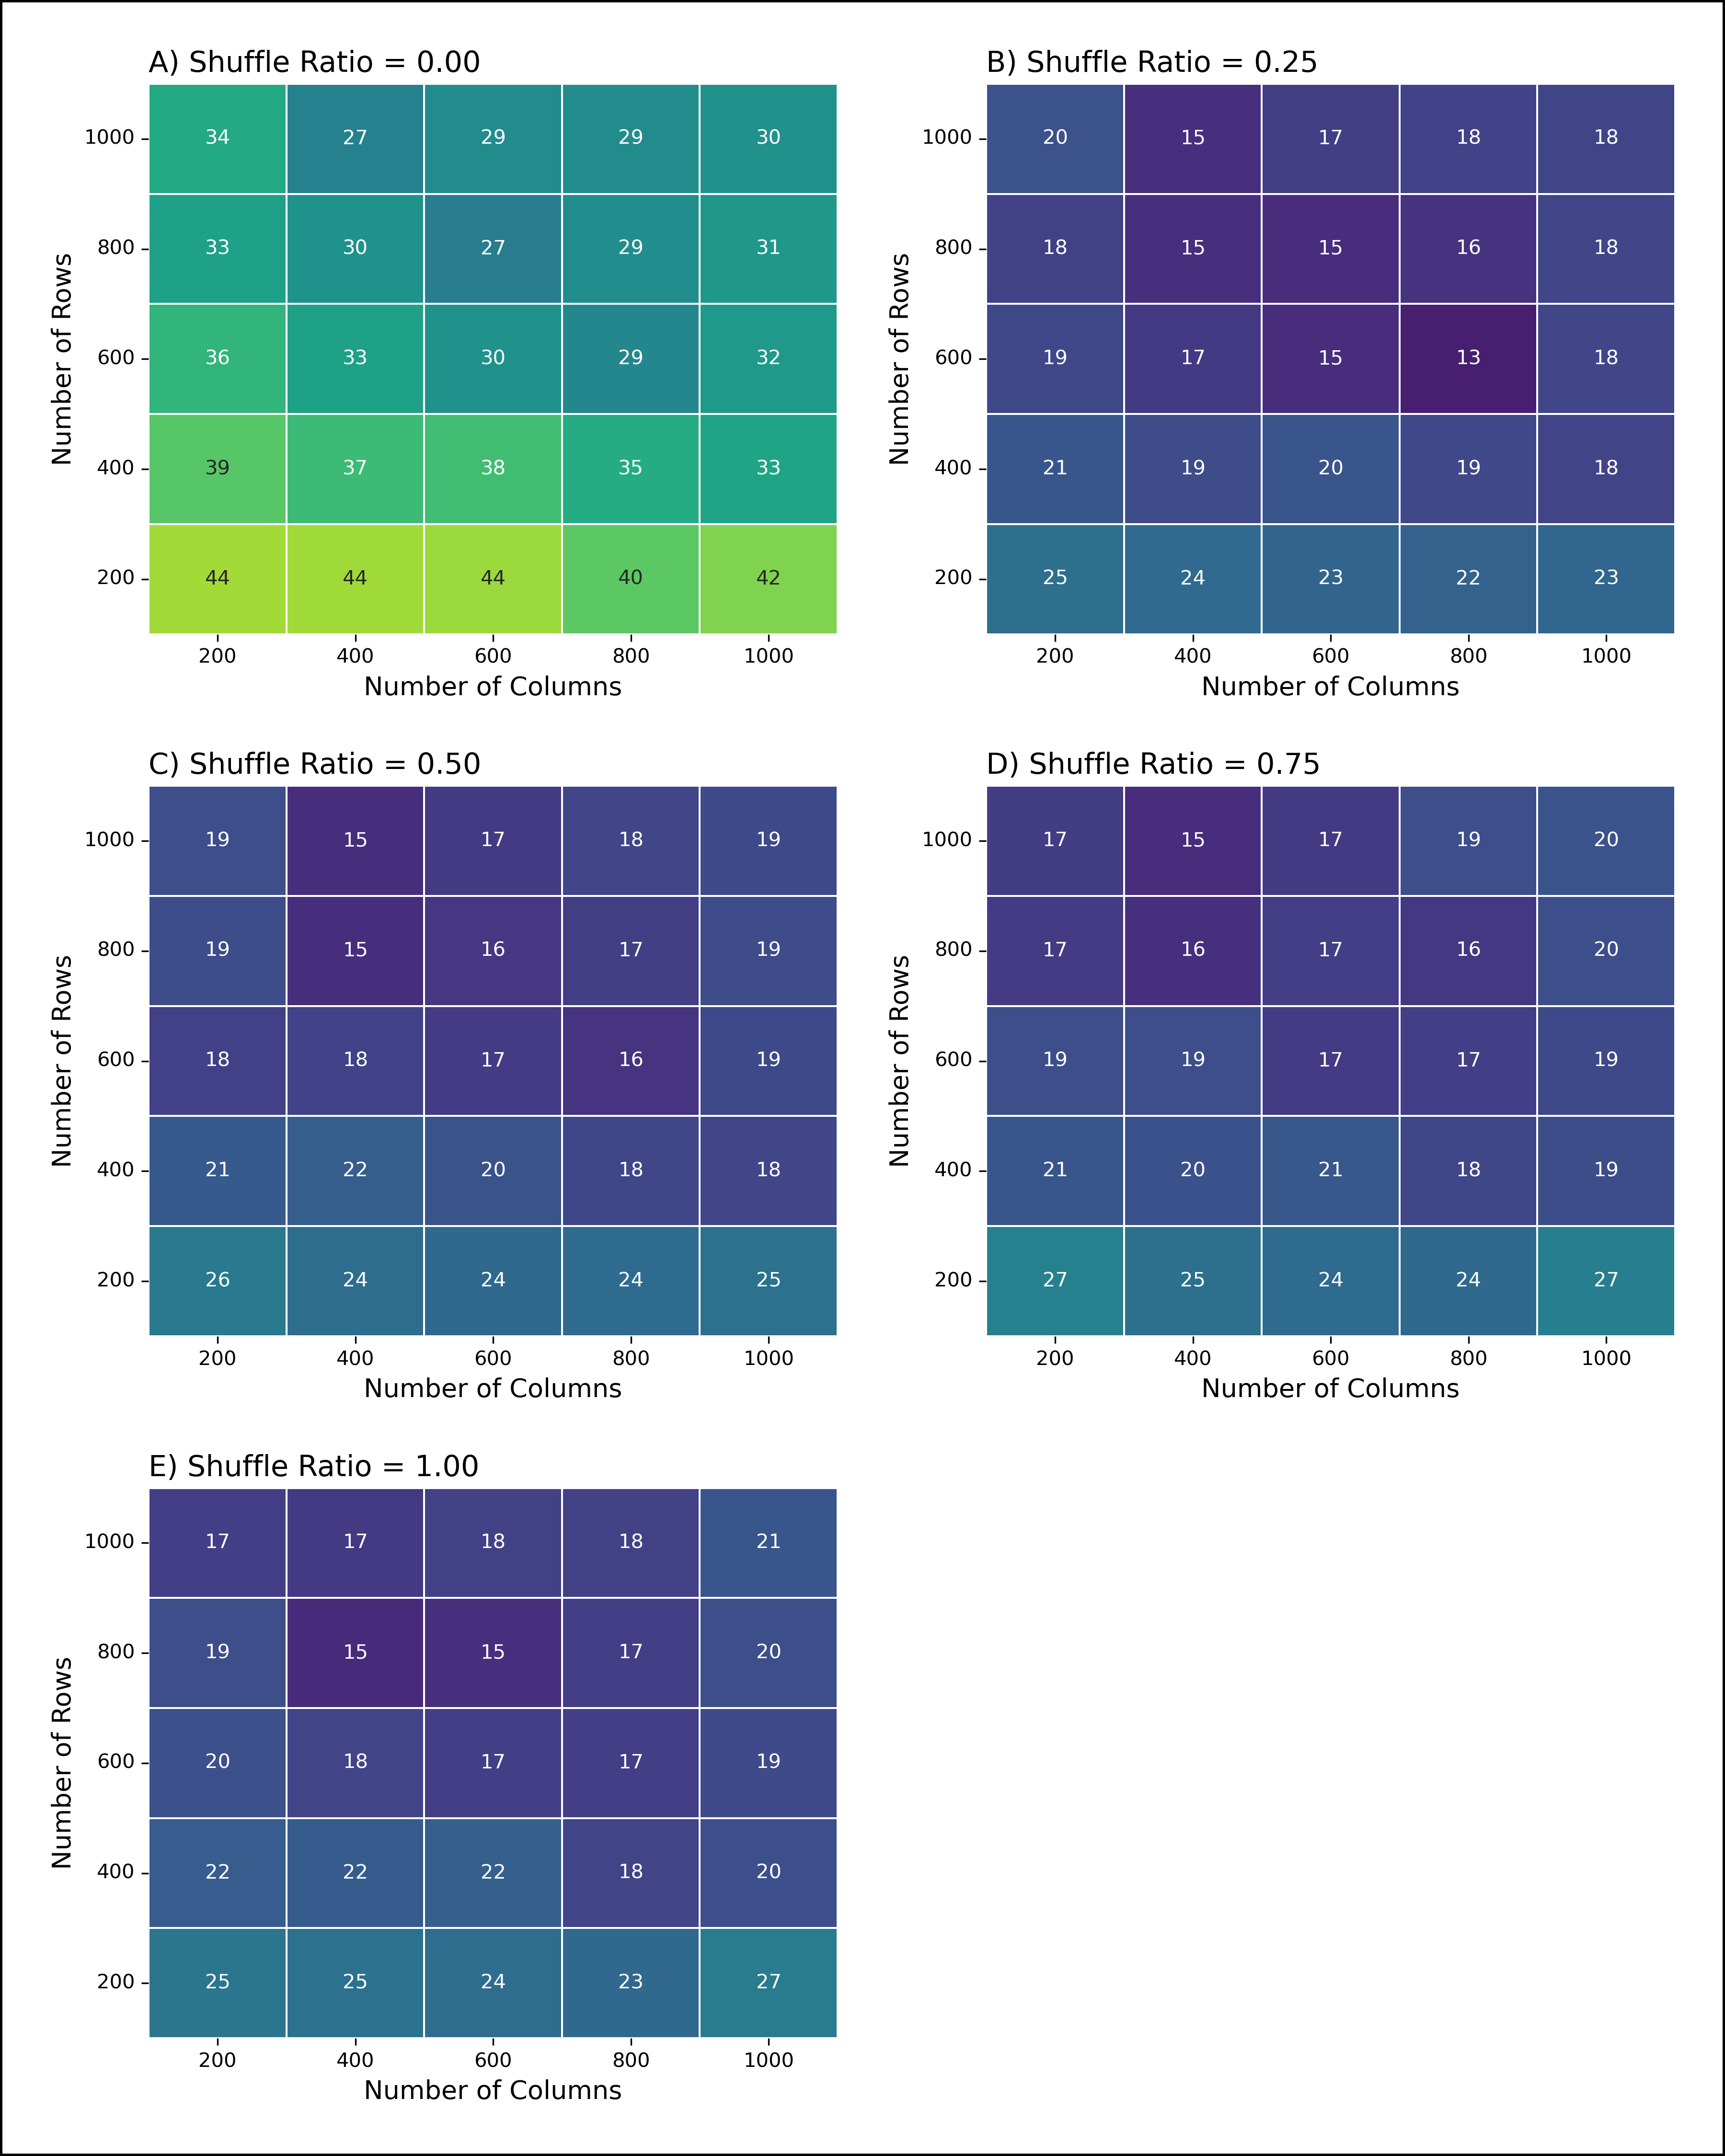 A) Shuffle Ratio = 0.00
1000 34 27 29 29 30
800 33 30 27 29 31
600 36 33 30 29 32
400 39 37 38 35 33
200 44 44 44 40 42
200 400 600 800 1000
Number of Columns
Number of Rows
B) Shuffle Ratio = 0.25
1000 20 15 17 18 18
800 18 15 15 16 18
600 19 17 15 13 18
400 21 19 20 19 18
200 25 24 23 22 23
200 400 600 800 1000
Number of Columns
Number of Rows
C) Shuffle Ratio = 0.50
1000 19 15 17 18 19
800 19 15 16 17 19
600 18 18 17 16 19
400 21 22 20 18 18
200 26 24 24 24 25
200 400 600 800 1000
Number of Columns
Number of Rows
D) Shuffle Ratio = 0.75
1000 17 15 17 19 20
800 17 16 17 16 20
600 19 19 17 17 19
400 21 20 21 18 19
200 27 25 24 24 27
200 400 600 800 1000
Number of Columns
Number of Rows
E) Shuffle Ratio = 1.00
1000 17 17 18 18 21
800 19 15 15 17 20
600 20 18 17 17 19
400 22 22 22 18 20
200 25 25 24 23 27
200 400 600 800 1000
Number of Columns
Number of Rows